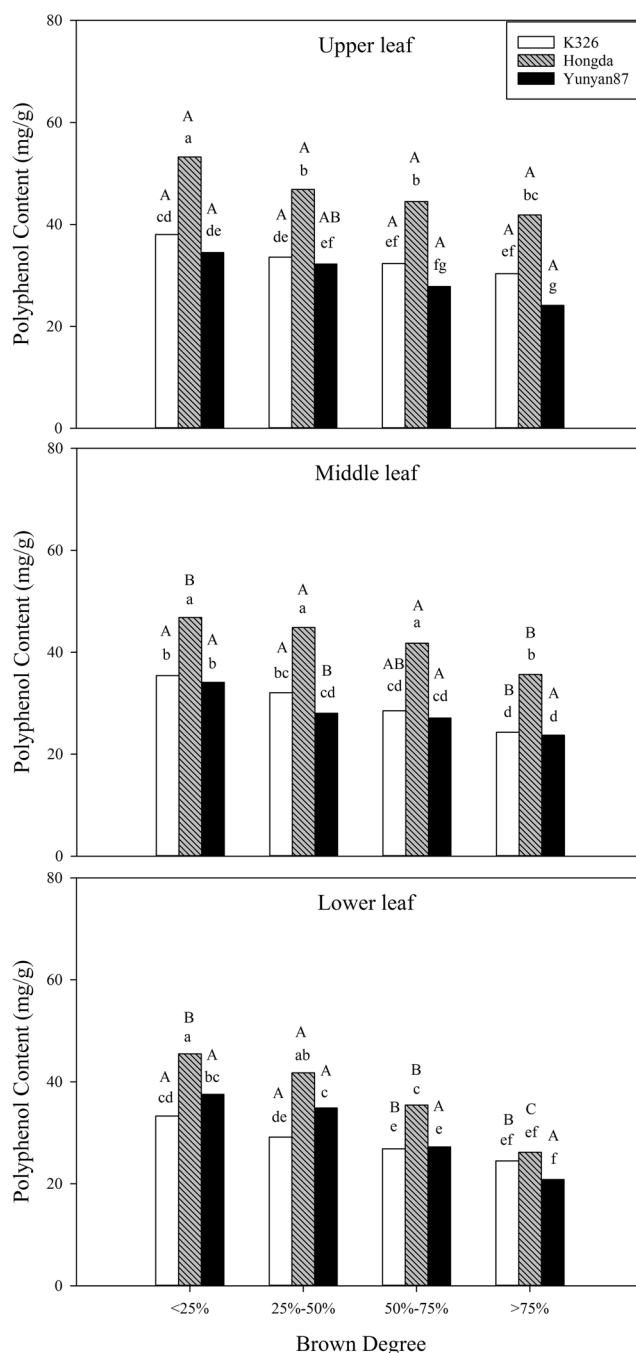 Upper leaf
K326
Hongda
Yunyan87
Polyphenol Content (mg/g)
80
60
40
20
0
A
a
A
cd
A
de
A
b
A
de
AB
ef
A
b
A
ef
A
fg
A
bc
A
ef
A
g
Middle leaf
Polyphenol Content (mg/g)
80
60
40
20
0
B
a
A
b
A
b
A
a
A
bc
B
cd
A
a
AB
cd
A
cd
B
b
B
d
A
d
Lower leaf
Polyphenol Content (mg/g)
80
60
40
20
0
B
a
A
cd
A
bc
A
ab
A
de
A
c
B
c
B
e
A
e
C
ef
B
ef
A
f
<25% 25%-50% 50%-75% >75%
Brown Degree